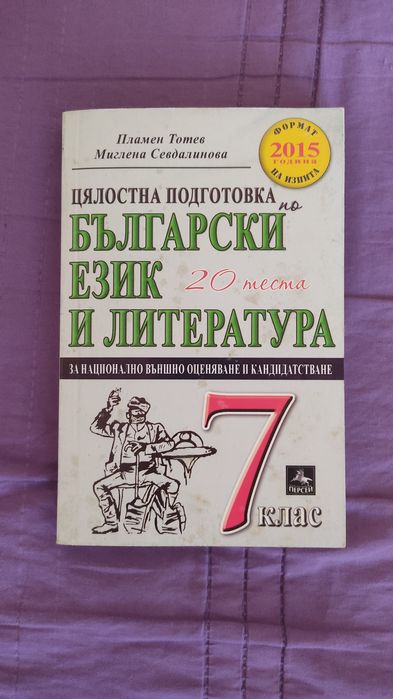 Пламен Тотев
Миглена Севдалинова
ФОРМАТ
2015
ГОДИНА
НА ИЗПИТА
ЦЯЛОСТНА ПОДГОТОВКА по
БЪЛГАРСКИ
ЕЗИК 20 теста
И ЛИТЕРАТУРА
ЗА НАЦИОНАЛНО ВЪНШНО ОЦЕНЯВАНЕ И КАНДИДАТСТВАНЕ
7
клас
ПЕРСЕЙ